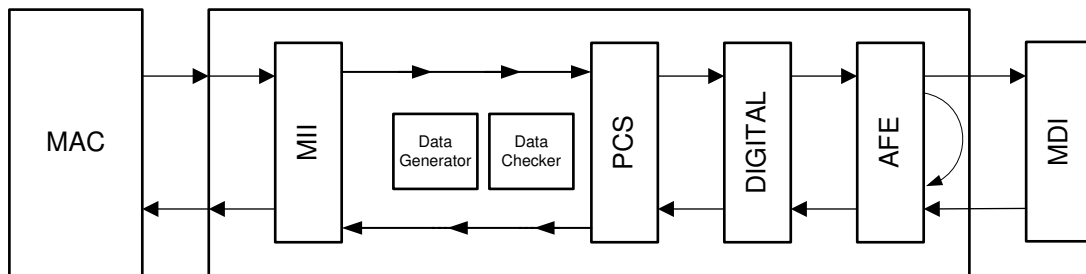 MAC
MII
Data
Generator
Data
Checker
PCS
DIGITAL
AFE
MDI